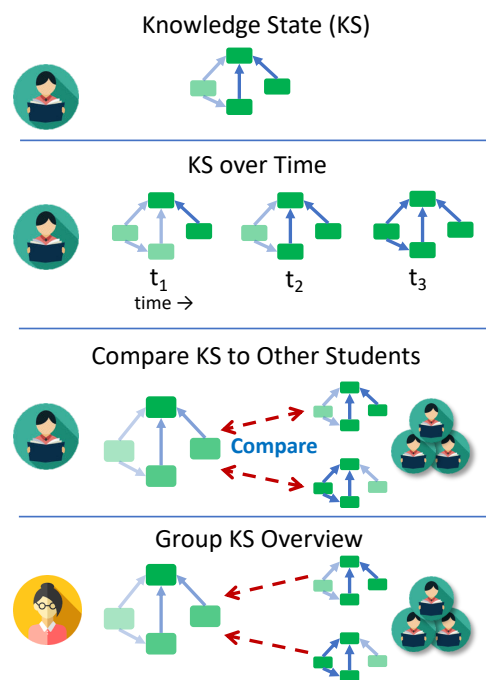 Knowledge State (KS)
KS over Time
t₁ t₂ t₃
time →
Compare KS to Other Students
Compare
Group KS Overview